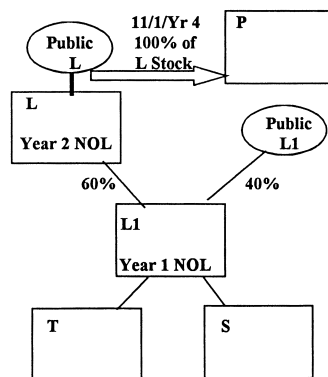 Public
L
11/1/Yr 4
100% of
L Stock
P
L
Year 2 NOL
Public
L1
60%
40%
L1
Year 1 NOL
T
S